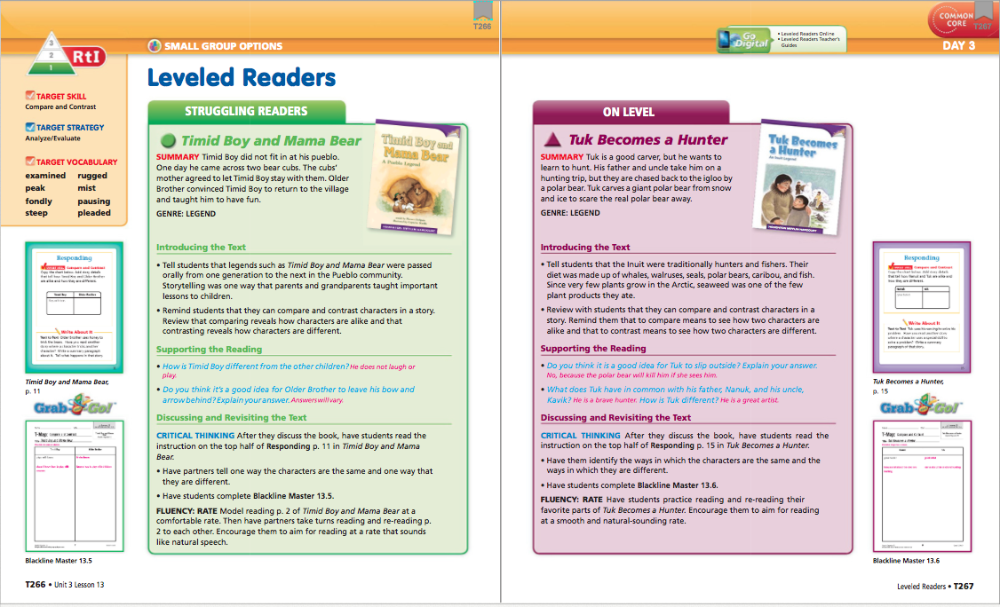 T266
SMALL GROUP OPTIONS
3
2
1
RtI
TARGET SKILL
Compare and Contrast
TARGET STRATEGY
Analyze/Evaluate
TARGET VOCABULARY
examined rugged
peak mist
fondly pausing
steep pleaded
Leveled Readers
STRUGGLING READERS
Timid Boy and Mama Bear
SUMMARY Timid Boy did not fit in at his pueblo.
One day he came across two bear cubs. The cubs'
mother agreed to let Timid Boy stay with them. Older
Brother convinced Timid Boy to return to the village
and taught him to have fun.
GENRE: LEGEND
Timid Boy and
Mama Bear
A Pueblo Legend
HOUGHTON MIFFLIN HARCOURT
Introducing the Text
• Tell students that legends such as Timid Boy and Mama Bear were passed
orally from one generation to the next in the Pueblo community.
Storytelling was one way that parents and grandparents taught important
lessons to children.
• Remind students that they can compare and contrast characters in a story.
Review that comparing reveals how characters are alike and that
contrasting reveals how characters are different.
Supporting the Reading
• How is Timid Boy different from the other children? He does not laugh or
play.
• Do you think it's a good idea for Older Brother to leave his bow and
arrow behind? Explain your answer. Answers will vary.
Discussing and Revisiting the Text
CRITICAL THINKING After they discuss the book, have students read the
instruction on the top half of Responding p. 11 in Timid Boy and Mama
Bear.
• Have partners tell one way the characters are the same and one way that
they are different.
• Have students complete Blackline Master 13.5.
FLUENCY: RATE Model reading p. 2 of Timid Boy and Mama Bear at a
comfortable rate. Then have partners take turns reading and re-reading p.
2 to each other. Encourage them to aim for reading at a rate that sounds
like natural speech.
Responding
Write About It
Timid Boy and Mama Bear,
p. 11
Grab Go!
Blackline Master 13.5
T266 • Unit 3 Lesson 13
COMMON
CORE
T267
Go
Digital
• Leveled Readers Online
• Leveled Readers Teacher's
Guides
DAY 3
ON LEVEL
Tuk Becomes a Hunter
SUMMARY Tuk is a good carver, but he wants to
learn to hunt. His father and uncle take him on a
hunting trip, but they are chased back to the igloo by
a polar bear. Tuk carves a giant polar bear from snow
and ice to scare the real polar bear away.
GENRE: LEGEND
Tuk Becomes
a Hunter
An Inuit Legend
HOUGHTON MIFFLIN HARCOURT
Introducing the Text
• Tell students that the Inuit were traditionally hunters and fishers. Their
diet was made up of whales, walruses, seals, polar bears, caribou, and fish.
Since very few plants grow in the Arctic, seaweed was one of the few
plant products they ate.
• Review with students that they can compare and contrast characters in a
story. Remind them that to compare means to see how two characters are
alike and that to contrast means to see how two characters are different.
Supporting the Reading
• Do you think it is a good idea for Tuk to slip outside? Explain your answer.
No, because the polar bear will kill him if she sees him.
• What does Tuk have in common with his father, Nanuk, and his uncle,
Kavik? He is a brave hunter. How is Tuk different? He is a great artist.
Discussing and Revisiting the Text
CRITICAL THINKING After they discuss the book, have students read the
instruction on the top half of Responding p. 15 in Tuk Becomes a Hunter.
• Have them identify the ways in which the characters are the same and the
ways in which they are different.
• Have students complete Blackline Master 13.6.
FLUENCY: RATE Have students practice reading and re-reading their
favorite parts of Tuk Becomes a Hunter. Encourage them to aim for reading
at a smooth and natural-sounding rate.
Responding
Write About It
Tuk Becomes a Hunter,
p. 15
Grab Go!
Blackline Master 13.6
Leveled Readers • T267